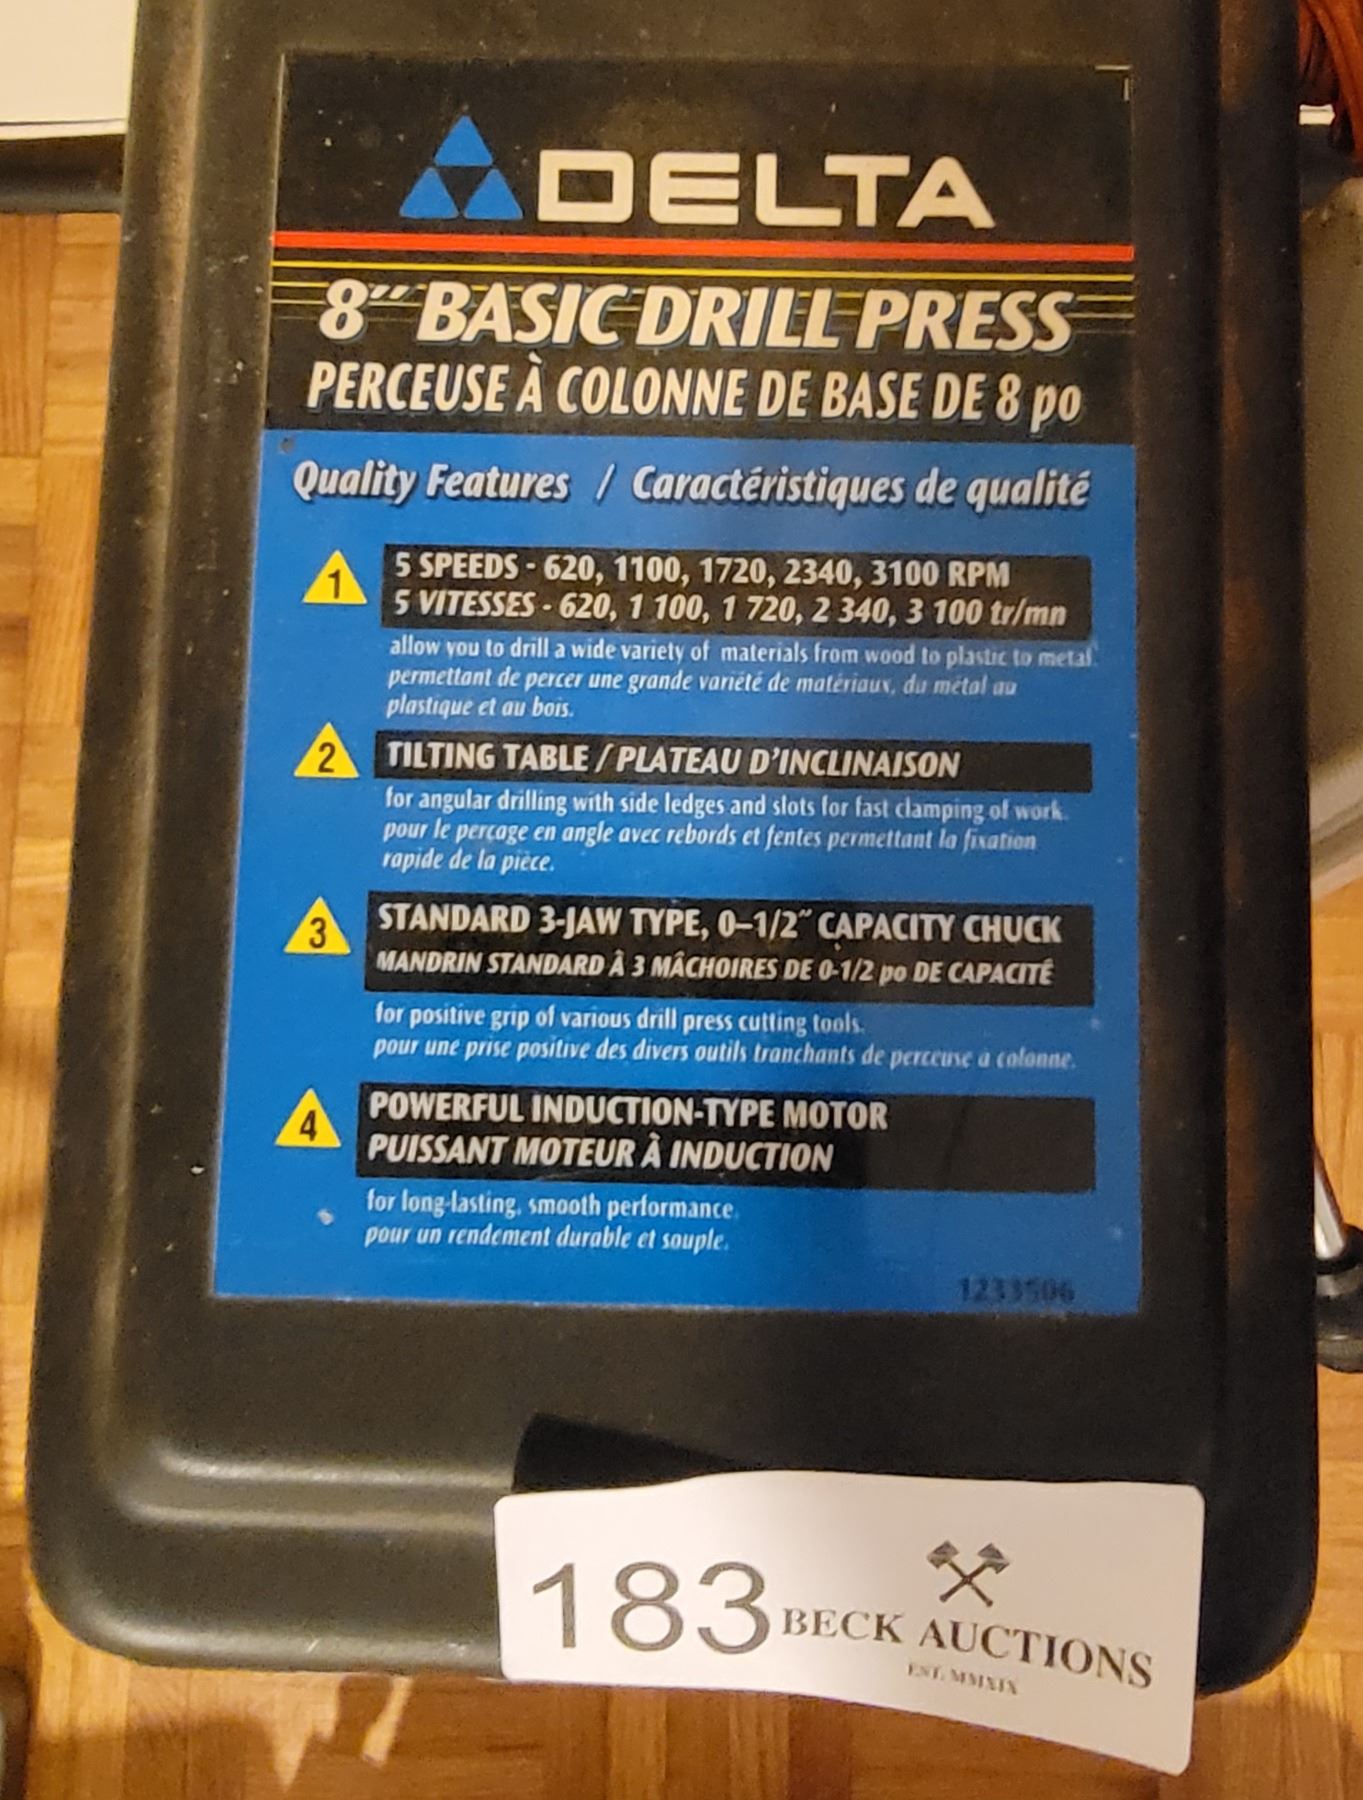 DELTA
8" BASIC DRILL PRESS
PERCEUSE À COLONNE DE BASE DE 8 po
Quality Features / Caractéristiques de qualité
1
5 SPEEDS - 620, 1100, 1720, 2340, 3100 RPM
5 VITESSES - 620, 1 100, 1 720, 2 340, 3 100 tr/mn
allow you to drill a wide variety of materials from wood to plastic to metal.
permettant de percer une grande variété de matériaux, du métal au
plastique et au bois.
2
TILTING TABLE / PLATEAU D'INCLINAISON
for angular drilling with side ledges and slots for fast clamping of work.
pour le perçage en angle avec rebords et fentes permettant la fixation
rapide de la pièce.
3
STANDARD 3-JAW TYPE, 0–1/2" CAPACITY CHUCK
MANDRIN STANDARD À 3 MÂCHOIRES DE 0-1/2 po DE CAPACITÉ
for positive grip of various drill press cutting tools.
pour une prise positive des divers outils tranchants de perceuse à colonne.
4
POWERFUL INDUCTION-TYPE MOTOR
PUISSANT MOTEUR À INDUCTION
for long-lasting, smooth performance.
pour un rendement durable et souple.
1233506
183
BECK AUCTIONS
EST. MMXIX